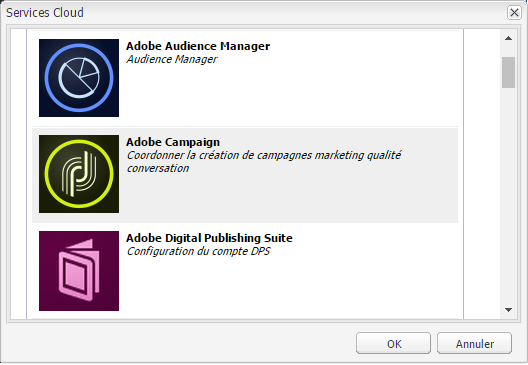 Services Cloud
Adobe Audience Manager
Audience Manager
Adobe Campaign
Coordonner la création de campagnes marketing qualité
conversation
Adobe Digital Publishing Suite
Configuration du compte DPS
OK
Annuler